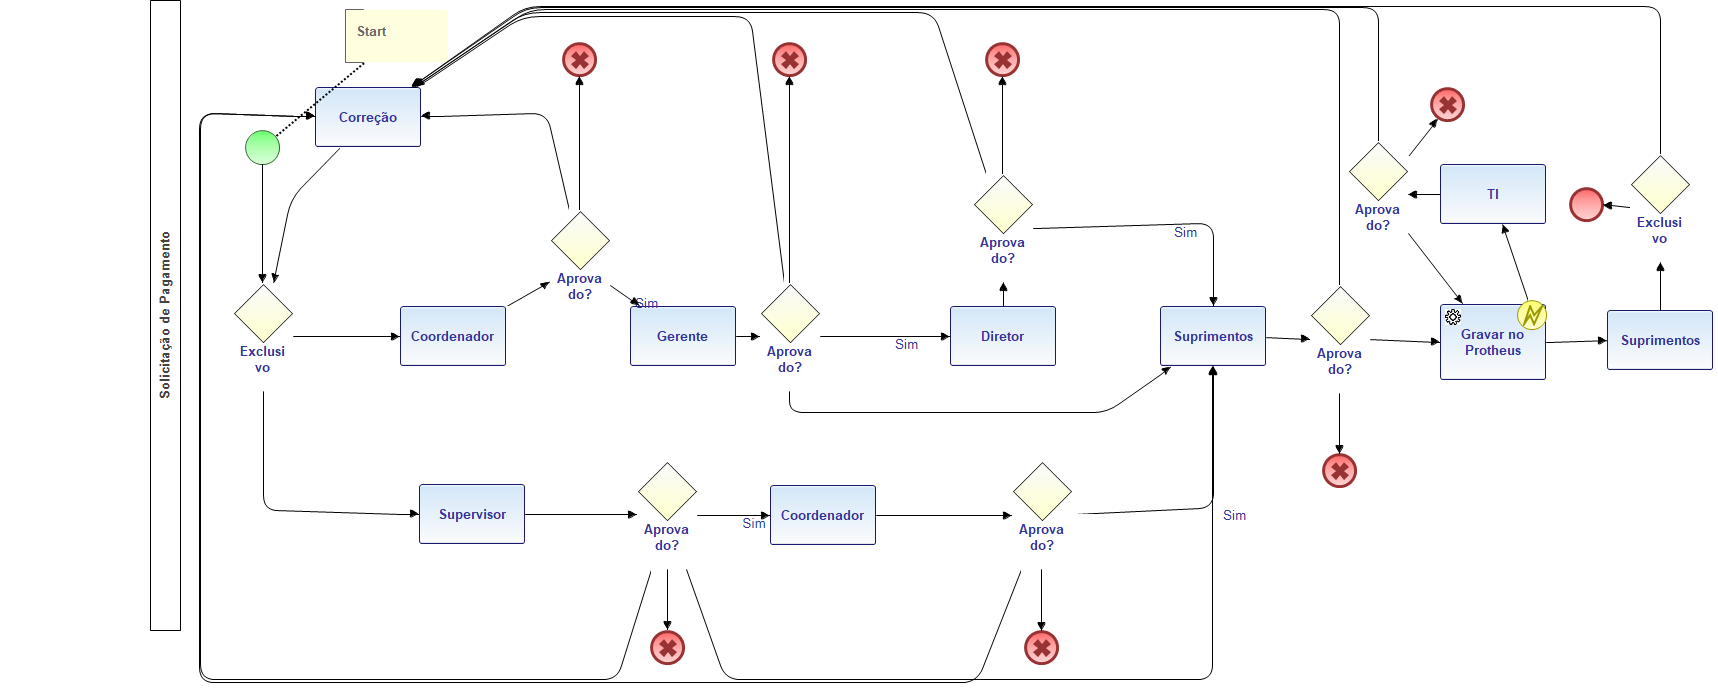 Solicitação de Pagamento
Start
Correção
Exclusi
vo
Coordenador
Aprova
do?
Sim
Gerente
Aprova
do?
Sim
Diretor
Aprova
do?
Sim
Suprimentos
Aprova
do?
Aprova
do?
TI
Gravar no
Protheus
Suprimentos
Exclusi
vo
Supervisor
Aprova
do?
Sim
Coordenador
Aprova
do?
Sim